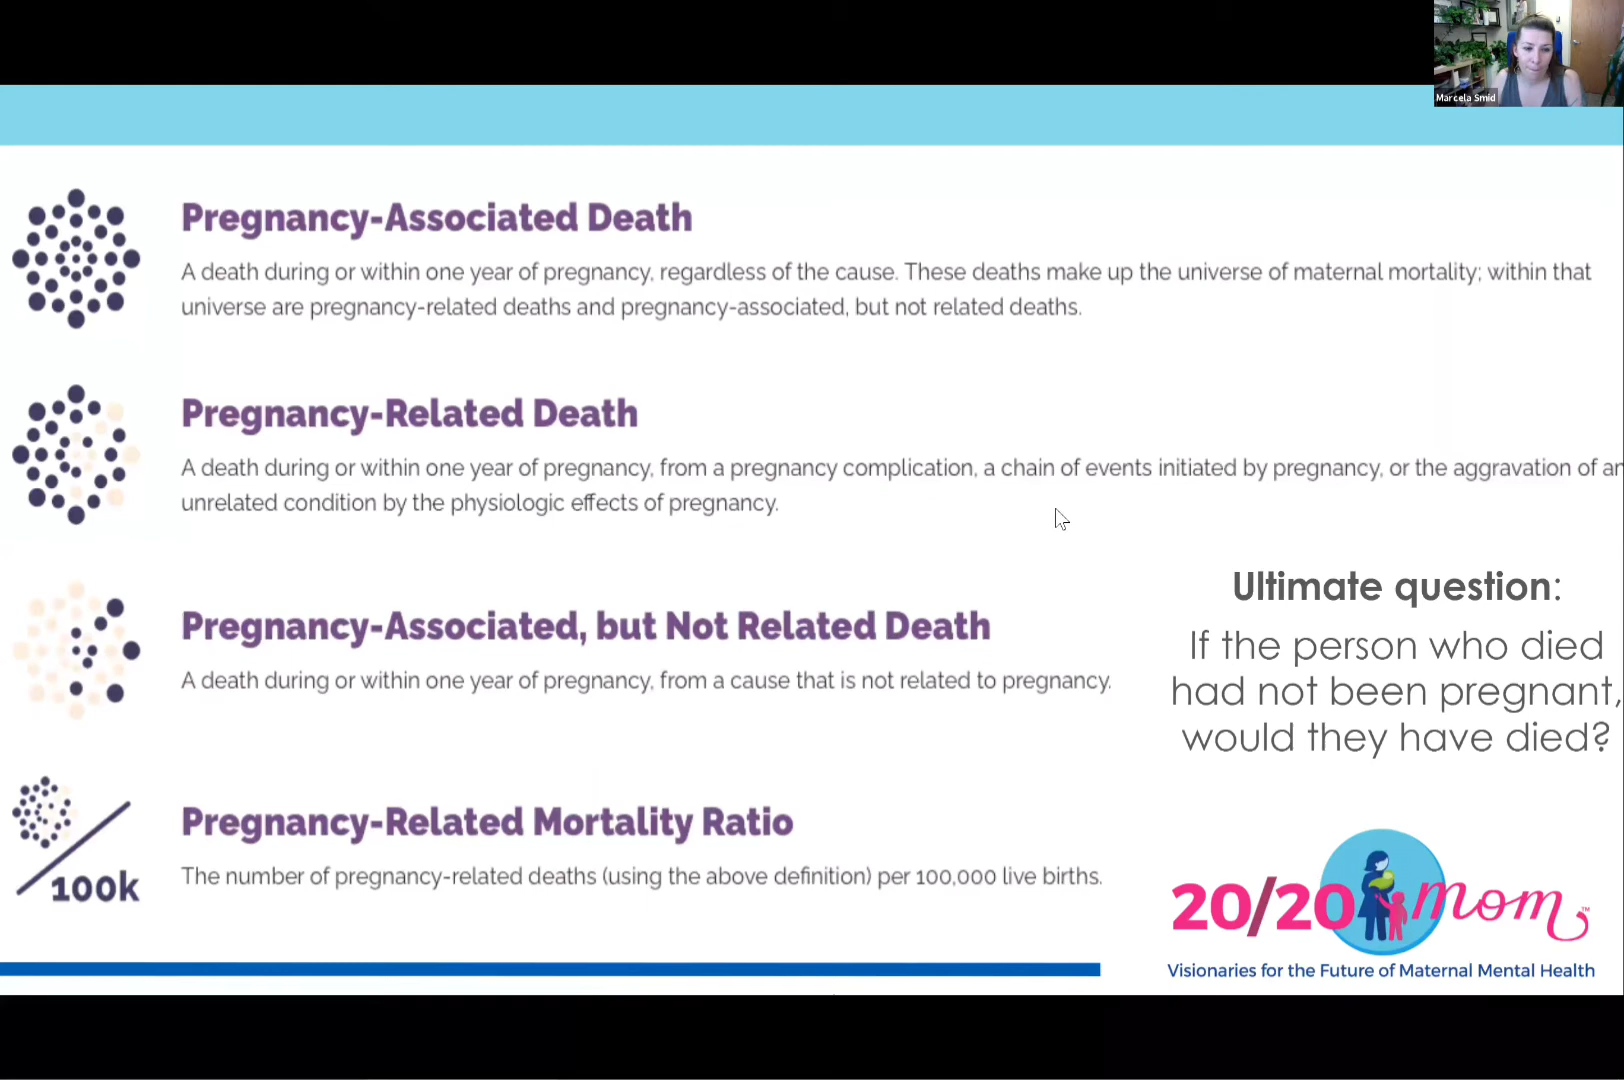 Marcela Smid
Pregnancy-Associated Death
A death during or within one year of pregnancy, regardless of the cause. These deaths make up the universe of maternal mortality; within that
universe are pregnancy-related deaths and pregnancy-associated, but not related deaths.
Pregnancy-Related Death
A death during or within one year of pregnancy, from a pregnancy complication, a chain of events initiated by pregnancy, or the aggravation of an
unrelated condition by the physiologic effects of pregnancy.
Pregnancy-Associated, but Not Related Death
A death during or within one year of pregnancy, from a cause that is not related to pregnancy.
Ultimate question:
If the person who died
had not been pregnant,
would they have died?
100k
Pregnancy-Related Mortality Ratio
The number of pregnancy-related deaths (using the above definition) per 100,000 live births.
20/20 mom™
Visionaries for the Future of Maternal Mental Health